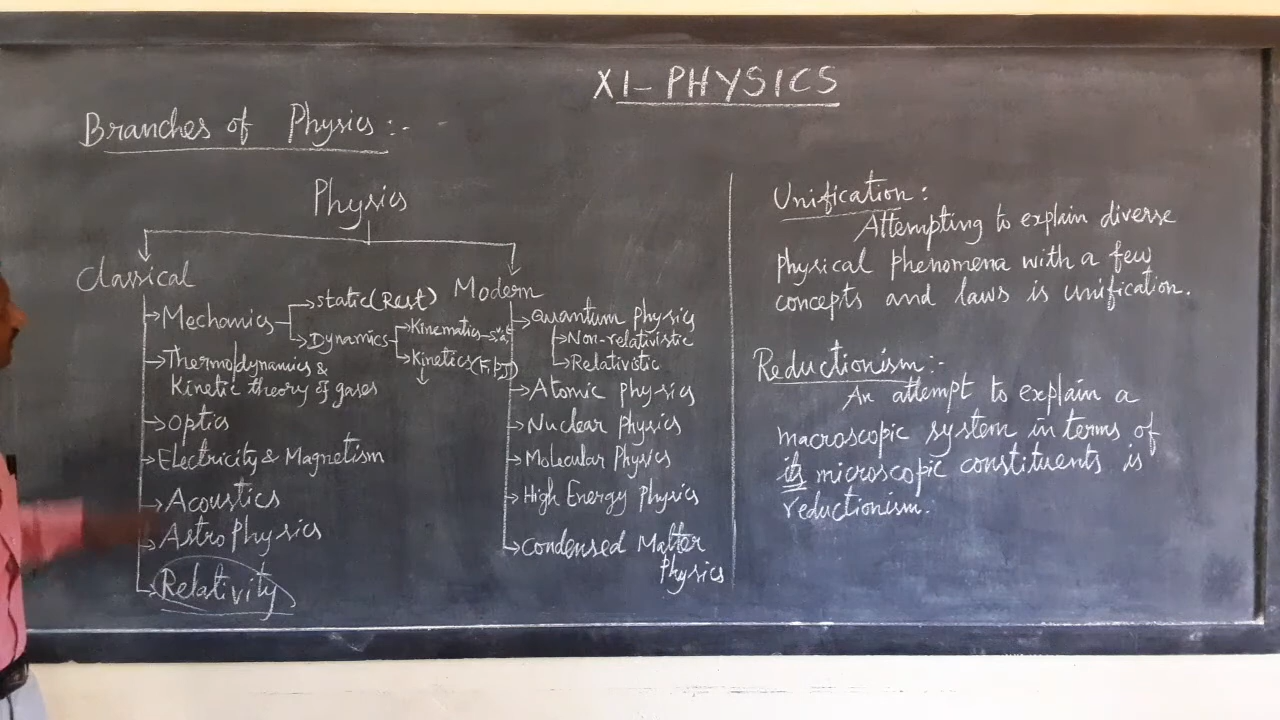 XI-PHYSICS
Branches of Physics:-
Physics
Classical
Mechanics
static (Rest)
Dynamics
Kinematics
Kinetics (F, p, J)
Thermodynamics &
Kinetic theory of gases
Optics
Electricity & Magnetism
Acoustics
AstroPhysics
Relativity
Modern
Quantum physics
Non-relativistic
Relativistic
Atomic physics
Nuclear physics
Molecular Physics
High Energy physics
Condensed Matter
Physics
Unification:
Attempting to explain diverse
physical phenomena with a few
concepts and laws is unification.
Reductionism:-
An attempt to explain a
macroscopic system in terms of
its microscopic constituents is
reductionism.